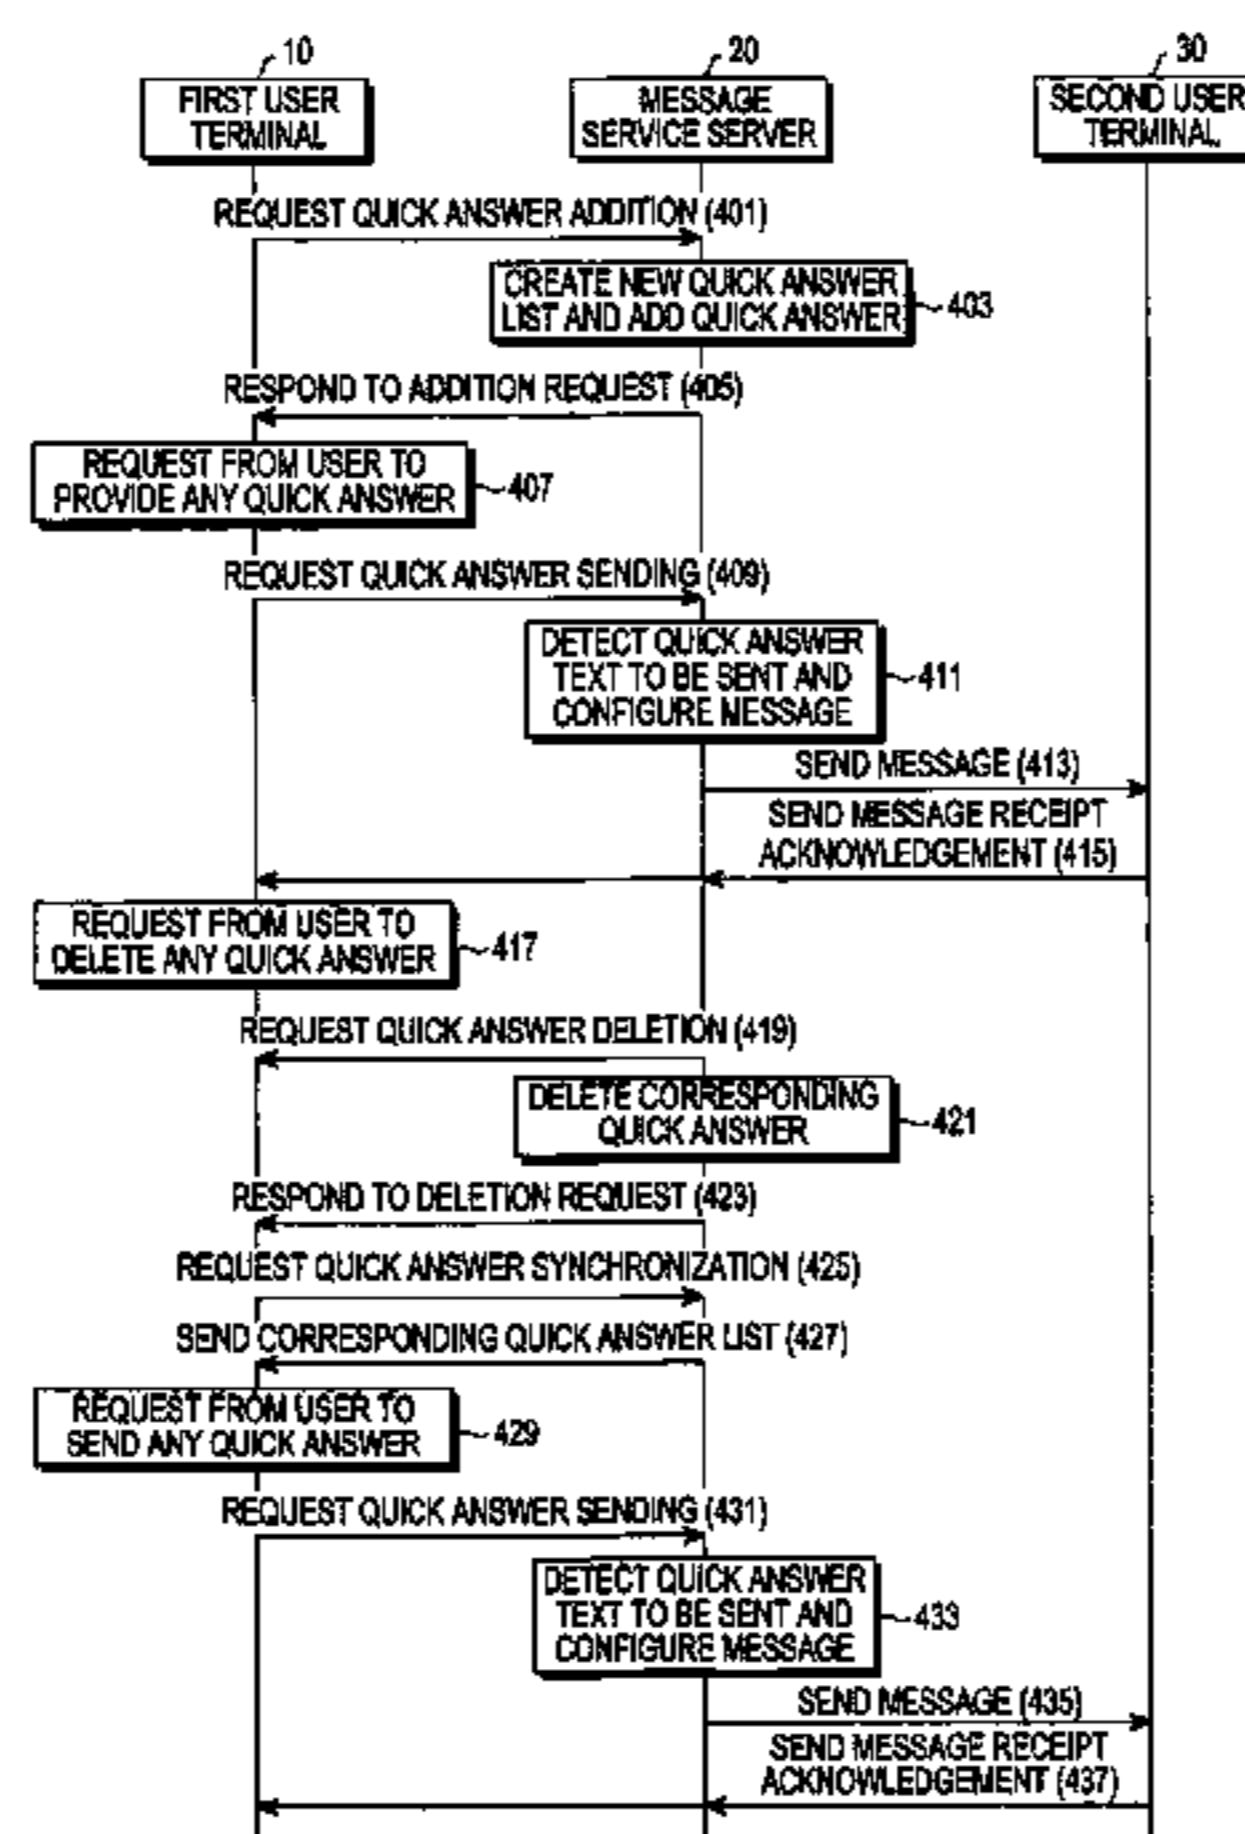 10
20
30
FIRST USER
TERMINAL
MESSAGE
SERVICE SERVER
SECOND USER
TERMINAL
REQUEST QUICK ANSWER ADDITION (401)
CREATE NEW QUICK ANSWER
LIST AND ADD QUICK ANSWER
403
RESPOND TO ADDITION REQUEST (405)
REQUEST FROM USER TO
PROVIDE ANY QUICK ANSWER
407
REQUEST QUICK ANSWER SENDING (409)
DETECT QUICK ANSWER
TEXT TO BE SENT AND
CONFIGURE MESSAGE
411
SEND MESSAGE (413)
SEND MESSAGE RECEIPT
ACKNOWLEDGEMENT (415)
REQUEST FROM USER TO
DELETE ANY QUICK ANSWER
417
REQUEST QUICK ANSWER DELETION (419)
DELETE CORRESPONDING
QUICK ANSWER
421
RESPOND TO DELETION REQUEST (423)
REQUEST QUICK ANSWER SYNCHRONIZATION (425)
SEND CORRESPONDING QUICK ANSWER LIST (427)
REQUEST FROM USER TO
SEND ANY QUICK ANSWER
429
REQUEST QUICK ANSWER SENDING (431)
DETECT QUICK ANSWER
TEXT TO BE SENT AND
CONFIGURE MESSAGE
433
SEND MESSAGE (435)
SEND MESSAGE RECEIPT
ACKNOWLEDGEMENT (437)